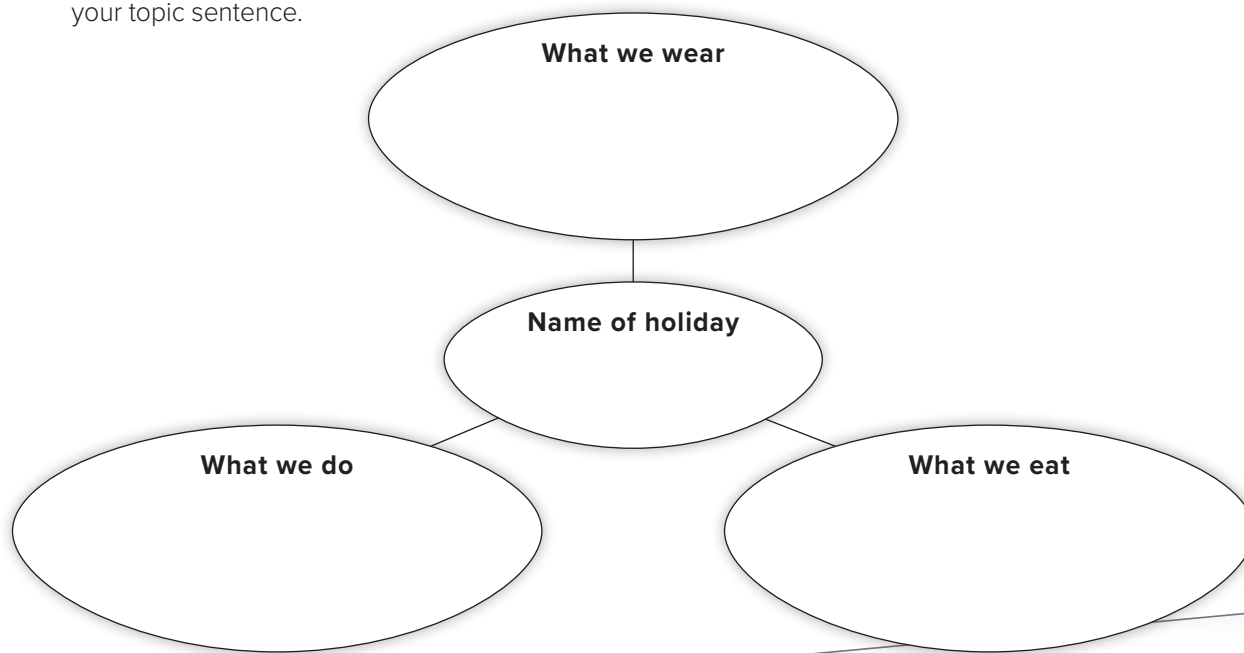 your topic sentence.
What we wear
Name of holiday
What we do
What we eat